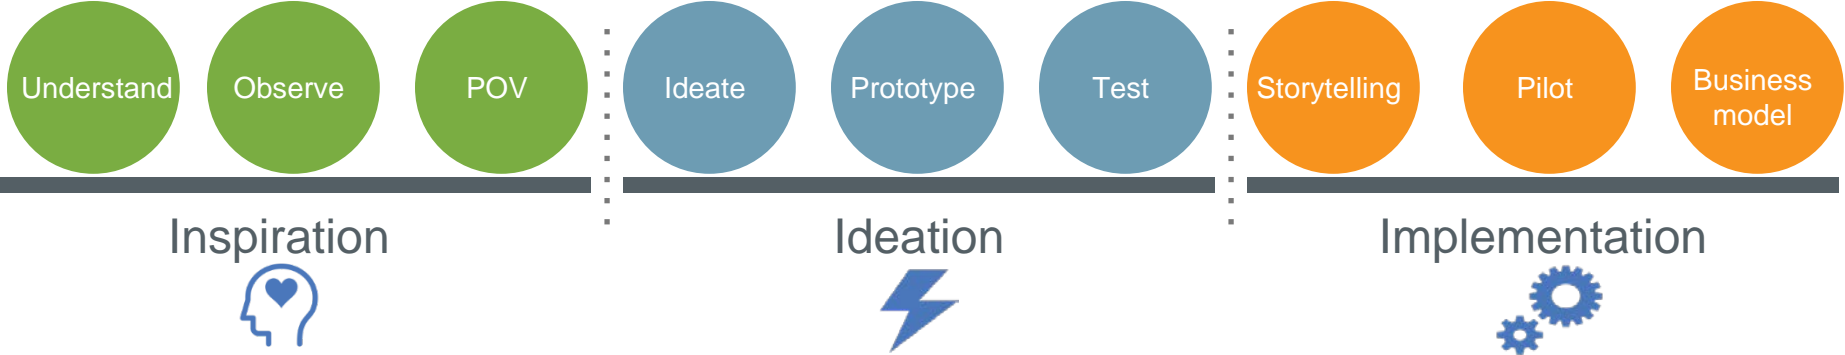 Understand
Observe
POV
Ideate
Prototype
Test
Storytelling
Pilot
Business
model
Inspiration
Ideation
Implementation